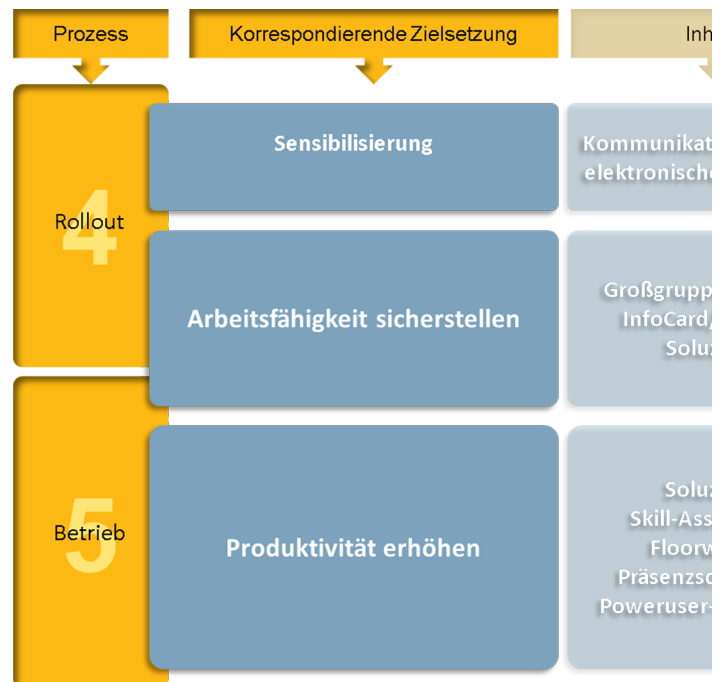 Prozess
Korrespondierende Zielsetzung
Inh
4
Rollout
Sensibilisierung
Kommunikat
elektronische
Arbeitsfähigkeit sicherstellen
Großgrupp
InfoCard/
Soluz
5
Betrieb
Produktivität erhöhen
Soluz
Skill-Ass
Floorw
Präsenzsc
Poweruser-